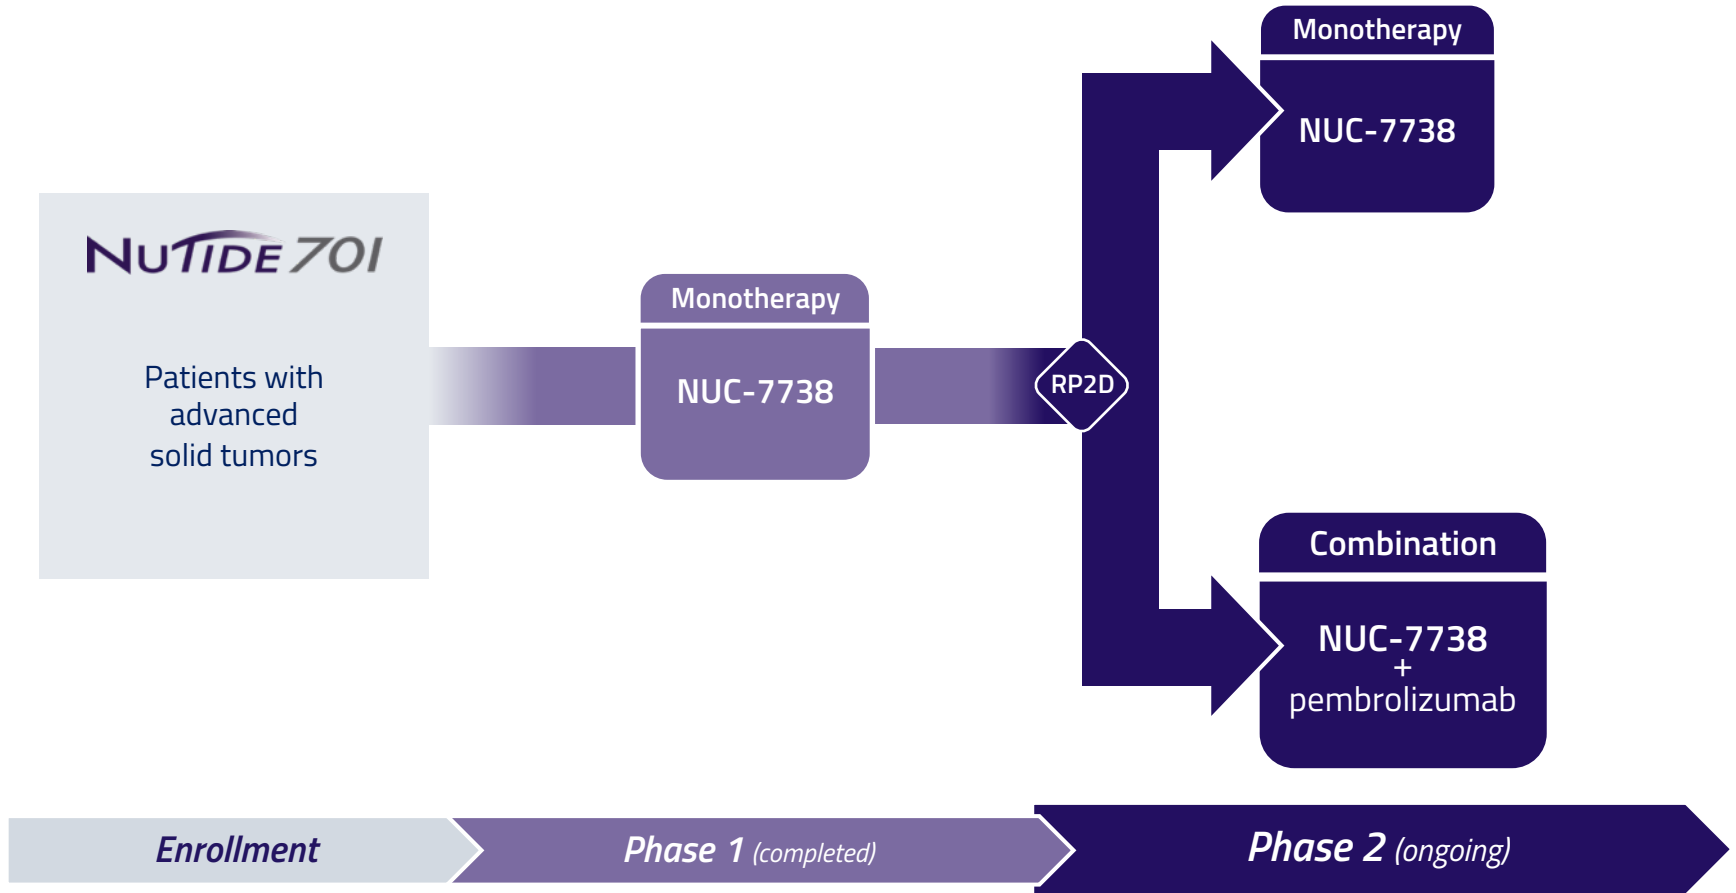 NUTIDE 701
Patients with
advanced
solid tumors
Monotherapy
NUC-7738
RP2D
Monotherapy
NUC-7738
Combination
NUC-7738
+
pembrolizumab
Enrollment
Phase 1 (completed)
Phase 2 (ongoing)